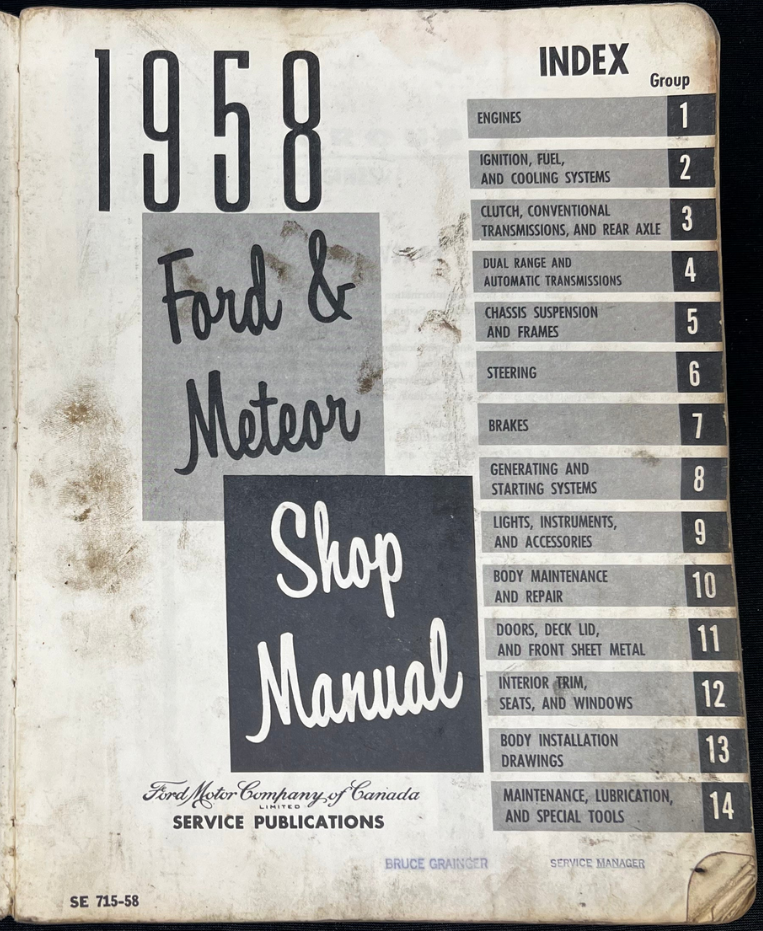 1958
Ford &
Meteor
Shop
Manual
Ford Motor Company of Canada
LIMITED
SERVICE PUBLICATIONS
SE 715-58
INDEX
Group
ENGINES 1
IGNITION, FUEL,
AND COOLING SYSTEMS 2
CLUTCH, CONVENTIONAL
TRANSMISSIONS, AND REAR AXLE 3
DUAL RANGE AND
AUTOMATIC TRANSMISSIONS 4
CHASSIS SUSPENSION
AND FRAMES 5
STEERING 6
BRAKES 7
GENERATING AND
STARTING SYSTEMS 8
LIGHTS, INSTRUMENTS,
AND ACCESSORIES 9
BODY MAINTENANCE
AND REPAIR 10
DOORS, DECK LID,
AND FRONT SHEET METAL 11
INTERIOR TRIM,
SEATS, AND WINDOWS 12
BODY INSTALLATION
DRAWINGS 13
MAINTENANCE, LUBRICATION,
AND SPECIAL TOOLS 14
BRUCE GRAINGER SERVICE MANAGER